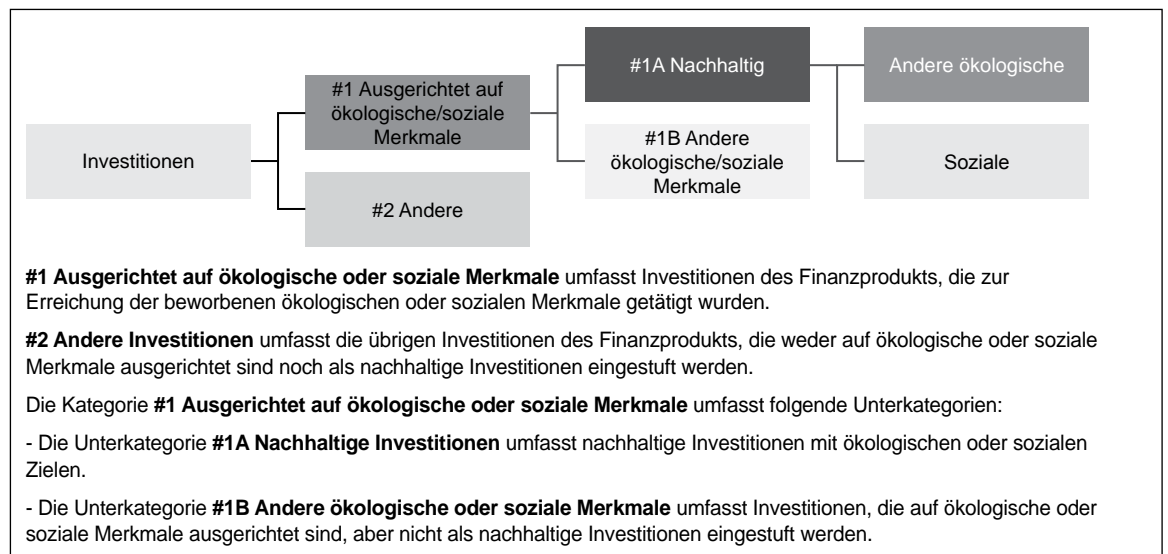 Investitionen
#1 Ausgerichtet auf
ökologische/soziale
Merkmale
#2 Andere
#1A Nachhaltig
#1B Andere
ökologische/soziale
Merkmale
Andere ökologische
Soziale
#1 Ausgerichtet auf ökologische oder soziale Merkmale umfasst Investitionen des Finanzprodukts, die zur
Erreichung der beworbenen ökologischen oder sozialen Merkmale getätigt wurden.
#2 Andere Investitionen umfasst die übrigen Investitionen des Finanzprodukts, die weder auf ökologische oder soziale
Merkmale ausgerichtet sind noch als nachhaltige Investitionen eingestuft werden.
Die Kategorie #1 Ausgerichtet auf ökologische oder soziale Merkmale umfasst folgende Unterkategorien:
- Die Unterkategorie #1A Nachhaltige Investitionen umfasst nachhaltige Investitionen mit ökologischen oder sozialen
Zielen.
- Die Unterkategorie #1B Andere ökologische oder soziale Merkmale umfasst Investitionen, die auf ökologische oder
soziale Merkmale ausgerichtet sind, aber nicht als nachhaltige Investitionen eingestuft werden.